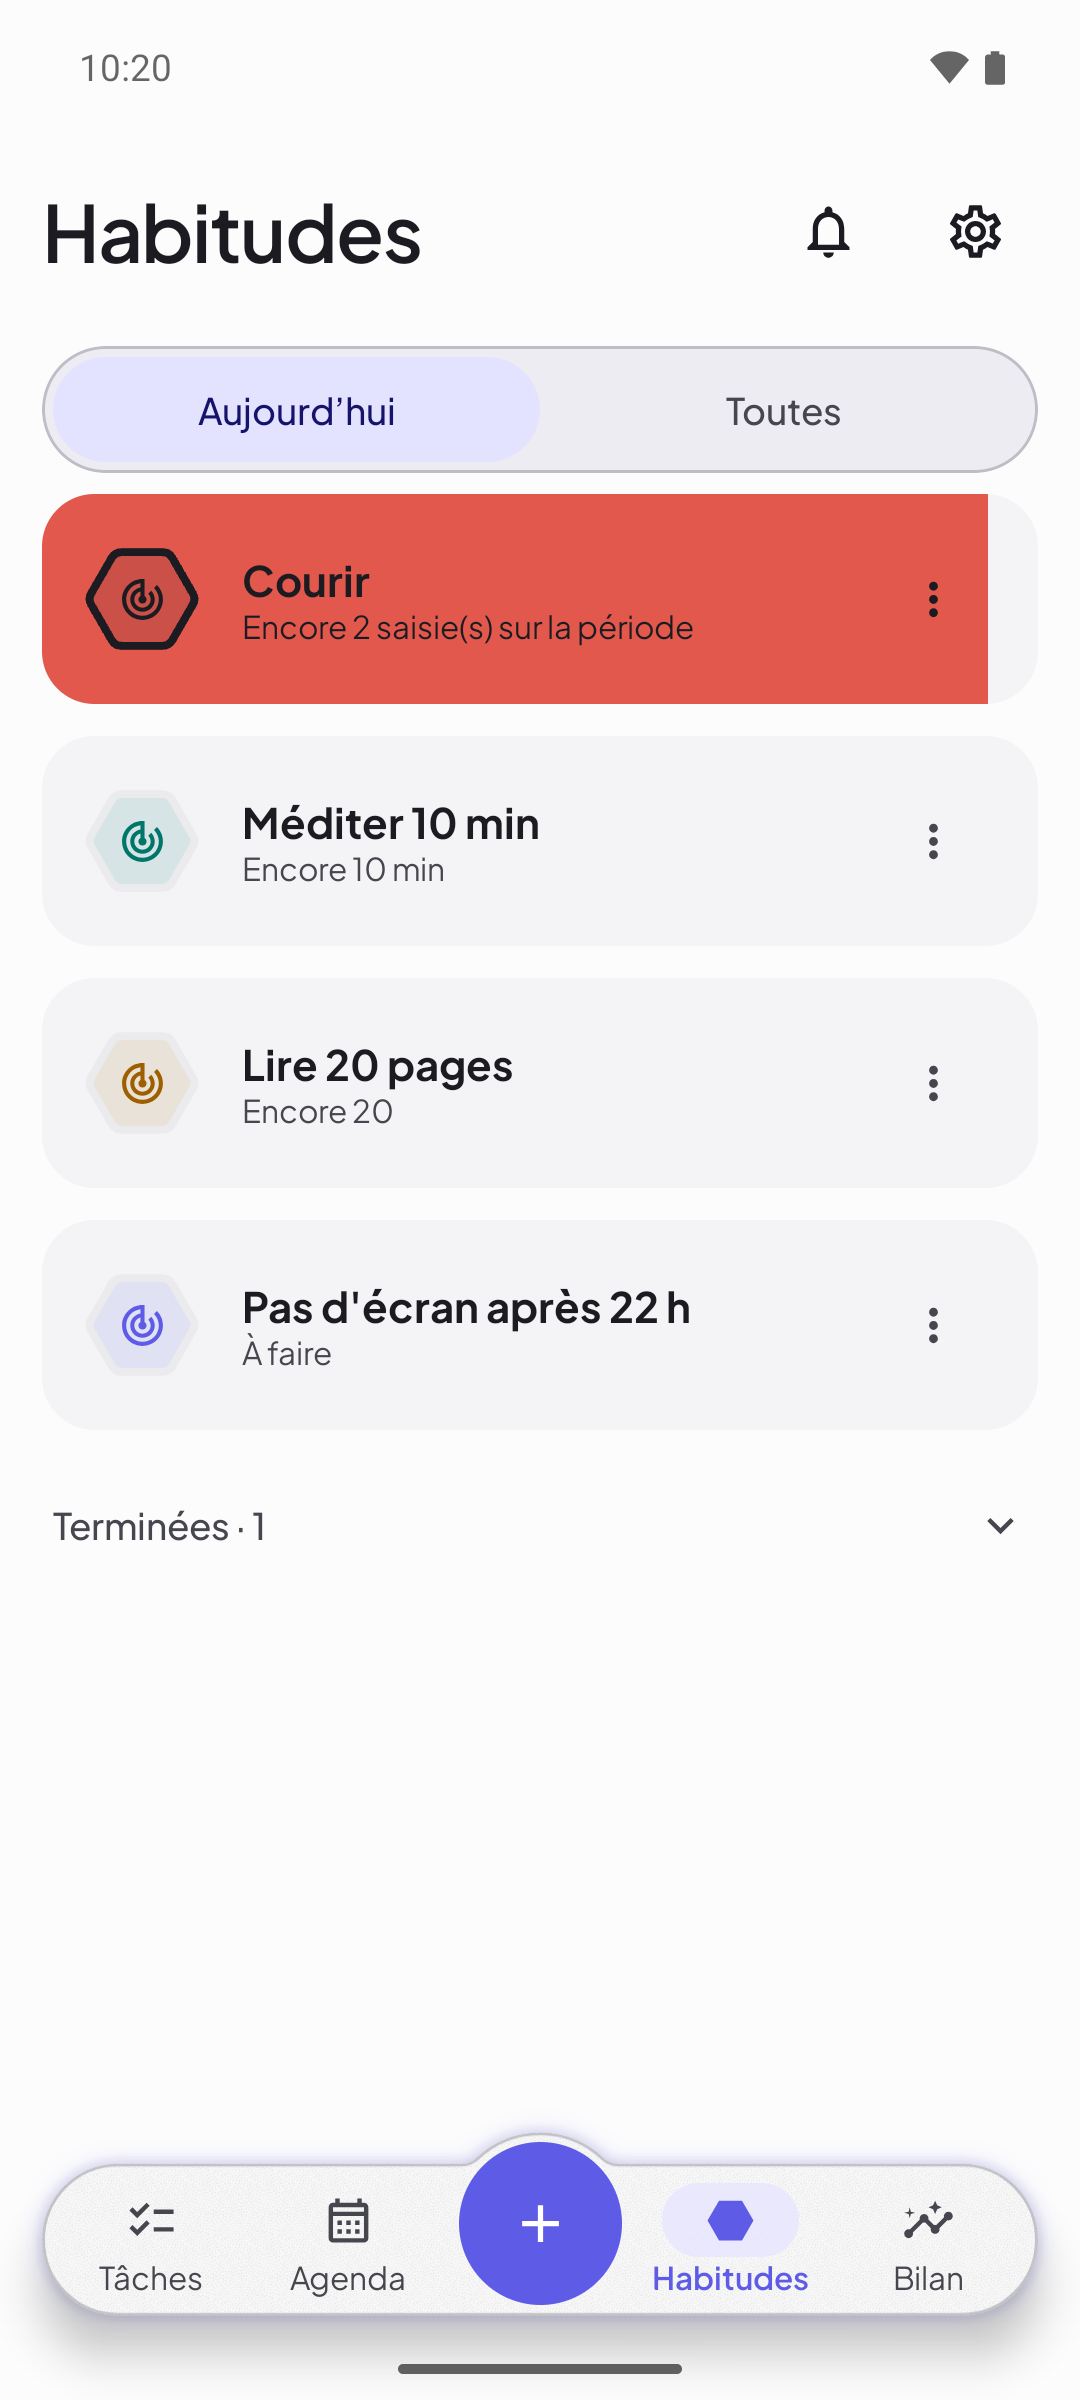 10:20
Habitudes
Aujourd’hui
Toutes
Courir
Encore 2 saisie(s) sur la période
Méditer 10 min
Encore 10 min
Lire 20 pages
Encore 20
Pas d'écran après 22 h
À faire
Terminées · 1
Tâches
Agenda
Habitudes
Bilan